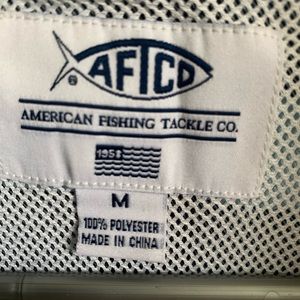 AFTCO
®
AMERICAN FISHING TACKLE CO.
1958
M
100% POLYESTER
MADE IN CHINA